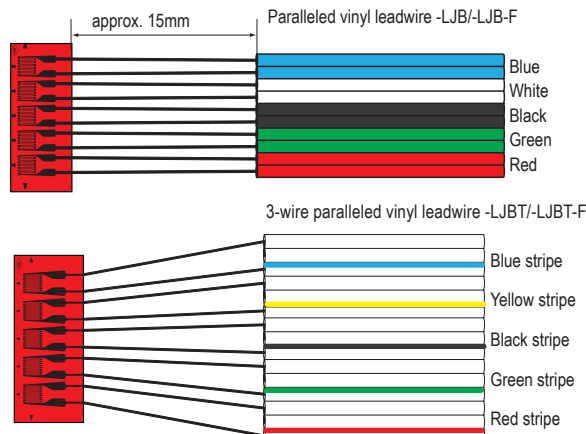 approx. 15mm
Paralleled vinyl leadwire -LJB/-LJB-F
Blue
White
Black
Green
Red
3-wire paralleled vinyl leadwire -LJBT/-LJBT-F
Blue stripe
Yellow stripe
Black stripe
Green stripe
Red stripe